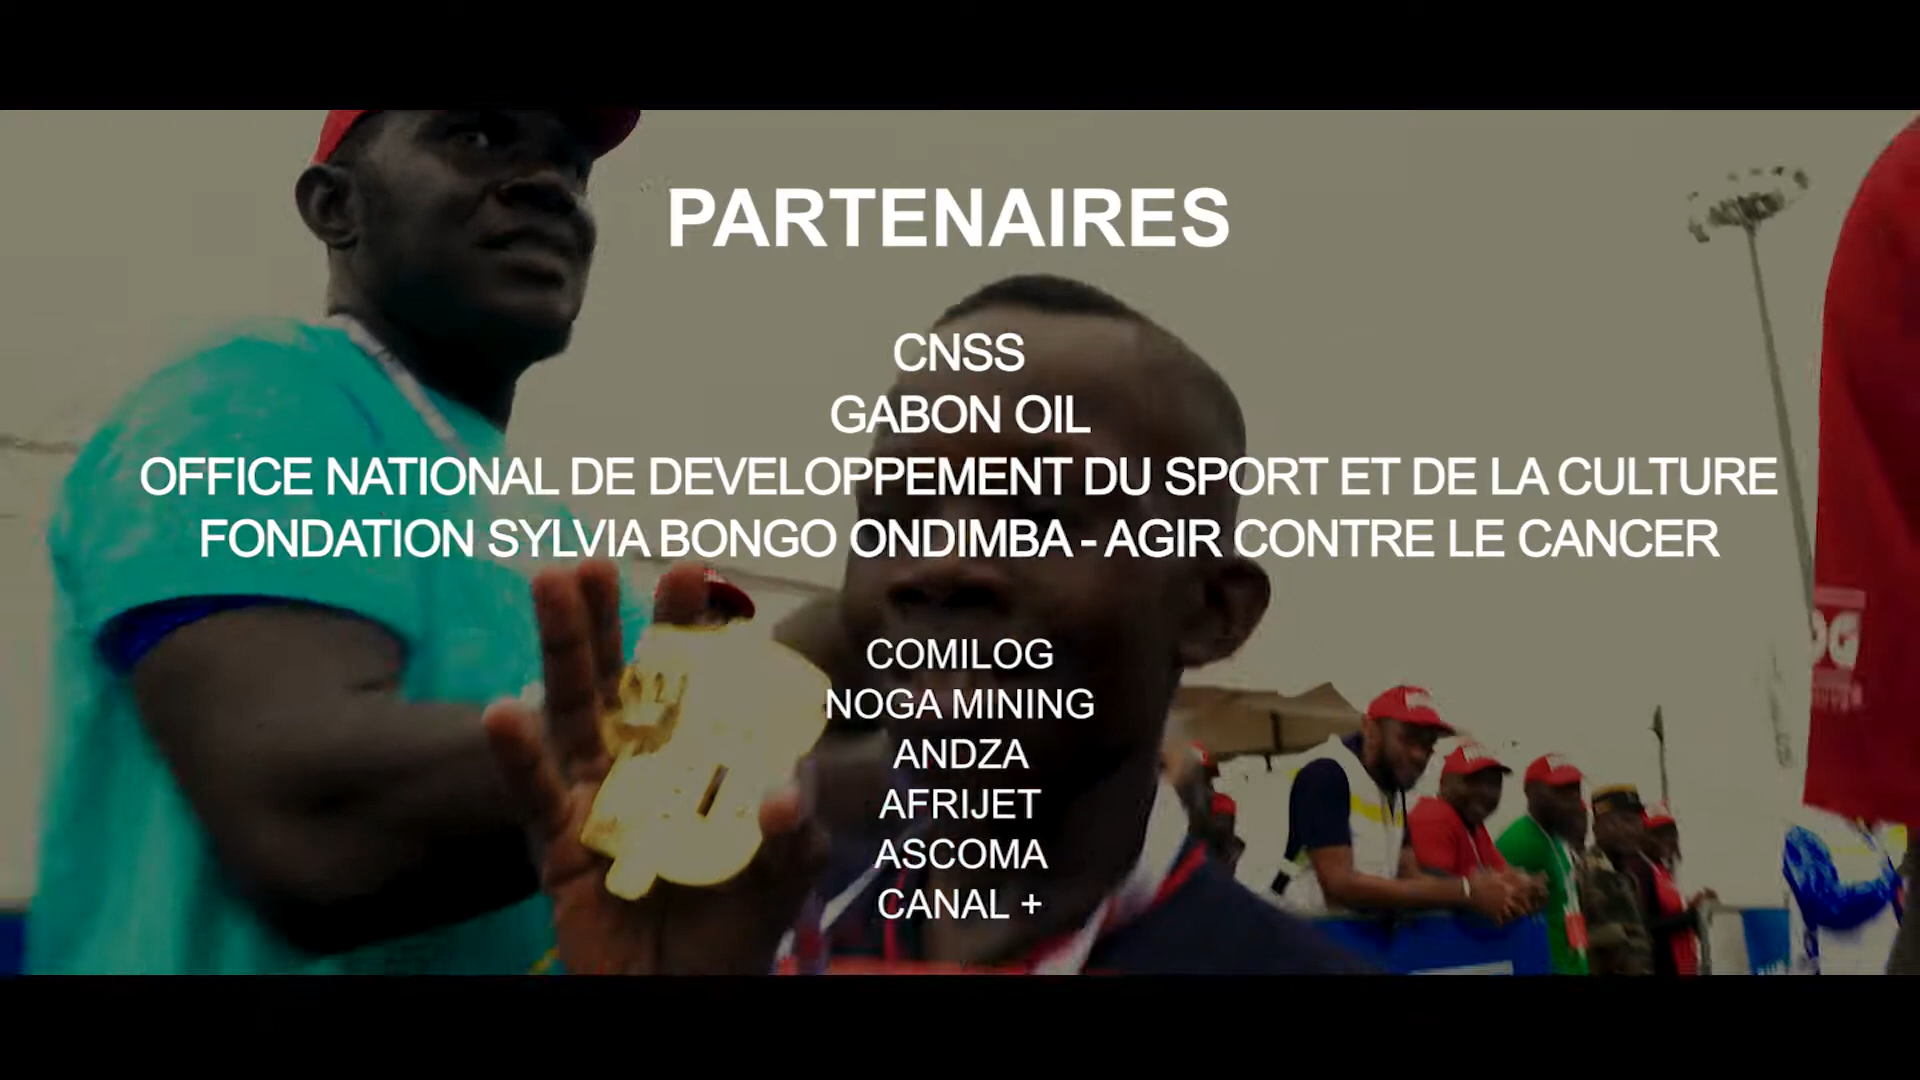 PARTENAIRES
CNSS
GABON OIL
OFFICE NATIONAL DE DEVELOPPEMENT DU SPORT ET DE LA CULTURE
FONDATION SYLVIA BONGO ONDIMBA - AGIR CONTRE LE CANCER
COMILOG
NOGA MINING
ANDZA
AFRIJET
ASCOMA
CANAL +